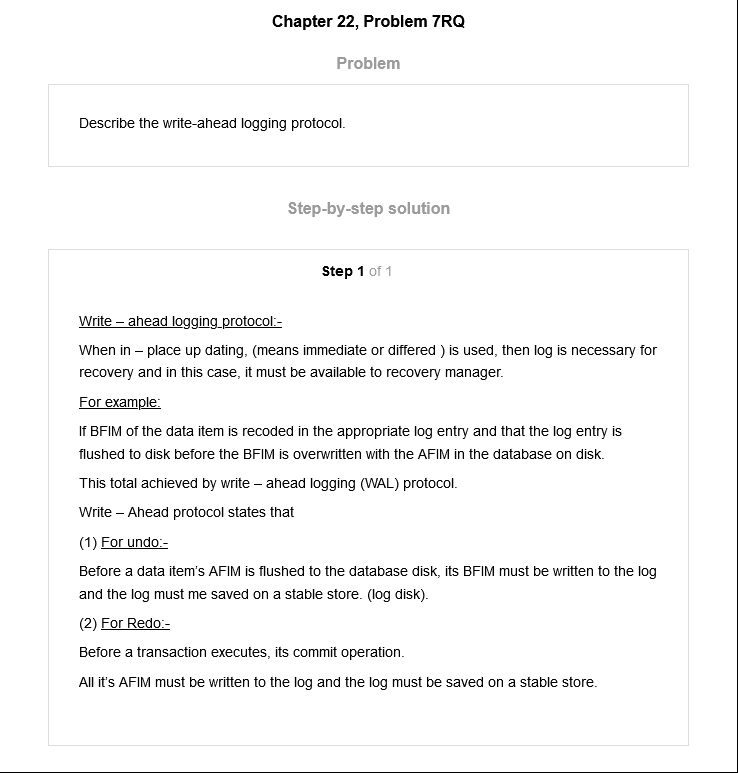 Chapter 22, Problem 7RQ
Problem
Describe the write-ahead logging protocol.
Step-by-step solution
Step 1 of 1
Write – ahead logging protocol:-
When in – place up dating, (means immediate or differed ) is used, then log is necessary for
recovery and in this case, it must be available to recovery manager.
For example:
If BFIM of the data item is recoded in the appropriate log entry and that the log entry is
flushed to disk before the BFIM is overwritten with the AFIM in the database on disk.
This total achieved by write – ahead logging (WAL) protocol.
Write – Ahead protocol states that
(1) For undo:-
Before a data item's AFIM is flushed to the database disk, its BFIM must be written to the log
and the log must me saved on a stable store. (log disk).
(2) For Redo:-
Before a transaction executes, its commit operation.
All it's AFIM must be written to the log and the log must be saved on a stable store.